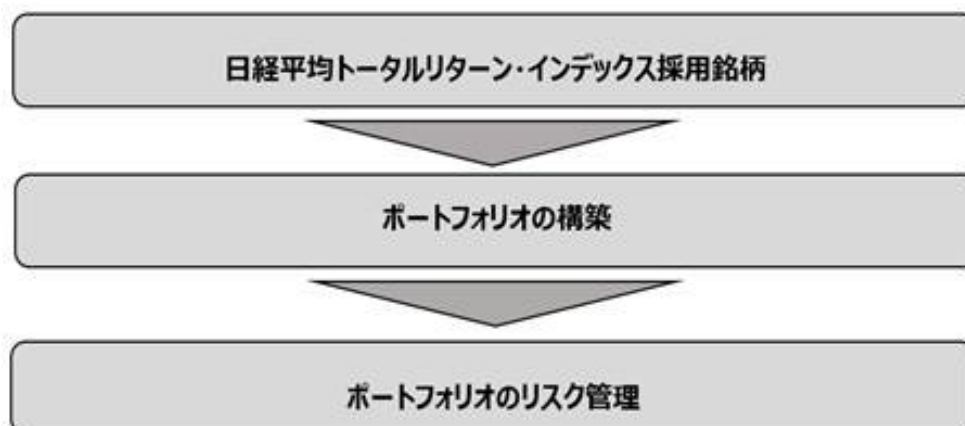 日経平均トータルリターン・インデックス採用銘柄
ポートフォリオの構築
ポートフォリオのリスク管理